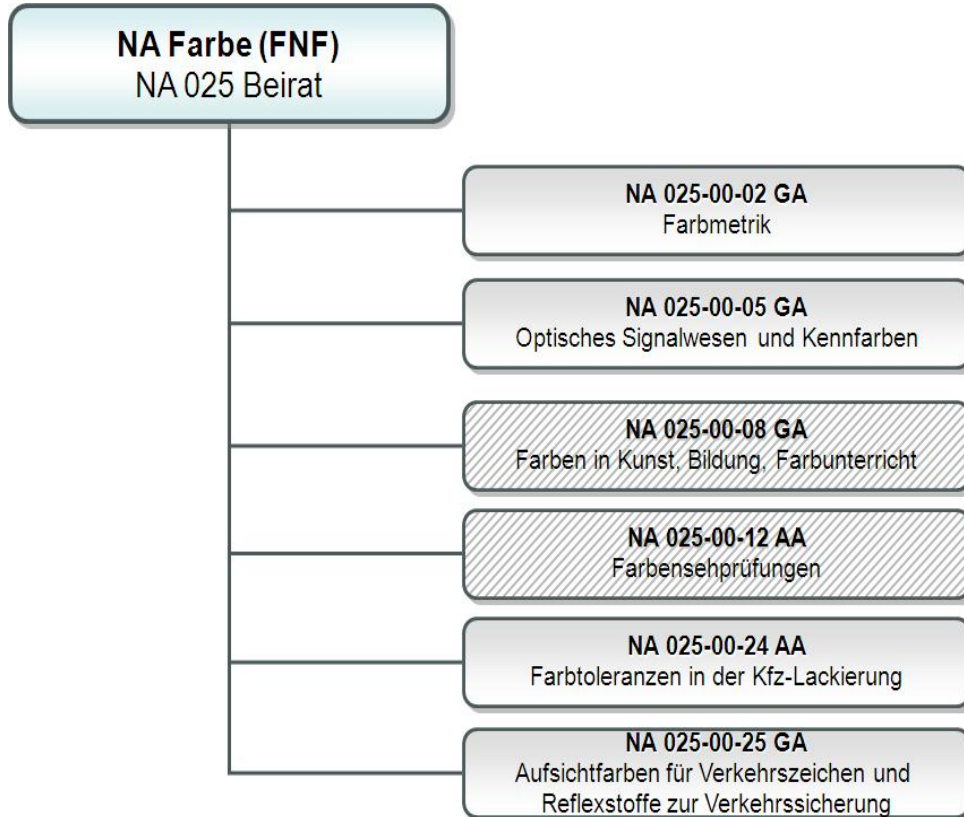 NA Farbe (FNF)
NA 025 Beirat
NA 025-00-02 GA
Farbmetrik
NA 025-00-05 GA
Optisches Signalwesen und Kennfarben
NA 025-00-08 GA
Farben in Kunst, Bildung, Farbunterricht
NA 025-00-12 AA
Farbensehprüfungen
NA 025-00-24 AA
Farbtoleranzen in der Kfz-Lackierung
NA 025-00-25 GA
Aufsichtfarben für Verkehrszeichen und
Reflexstoffe zur Verkehrssicherung